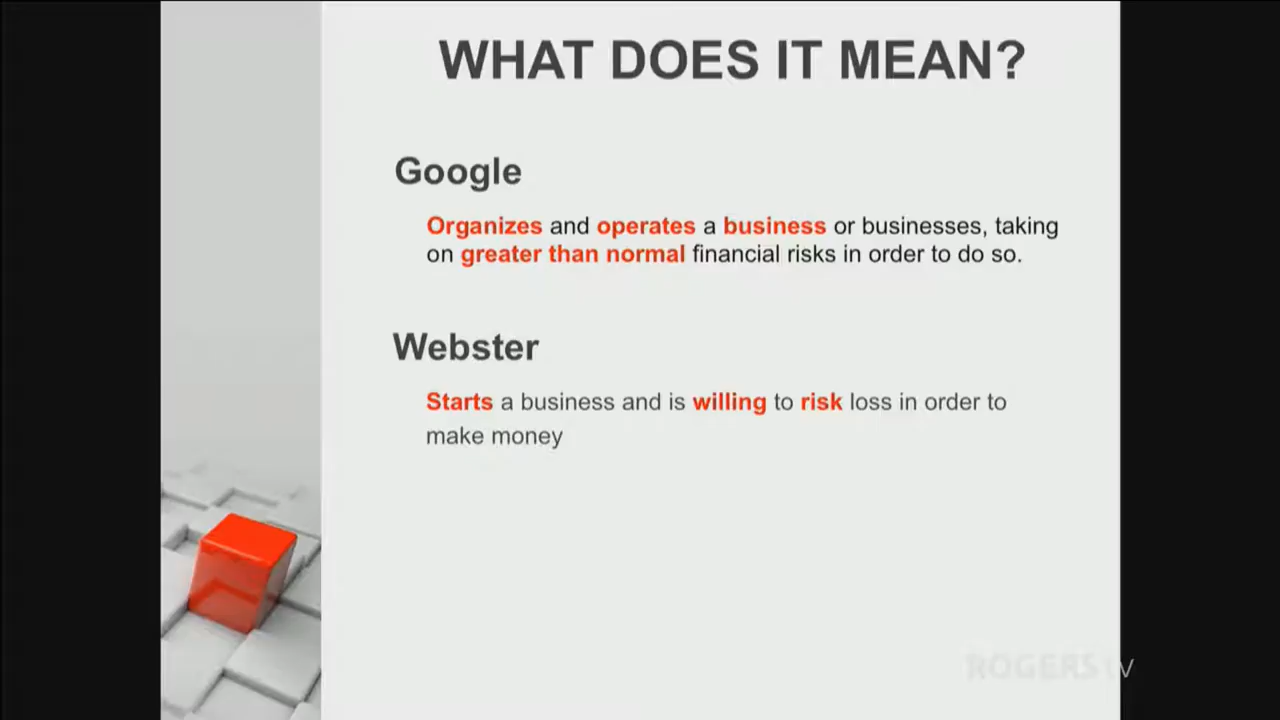 WHAT DOES IT MEAN?
Google
Organizes and operates a business or businesses, taking
on greater than normal financial risks in order to do so.
Webster
Starts a business and is willing to risk loss in order to
make money
ROGERS tv